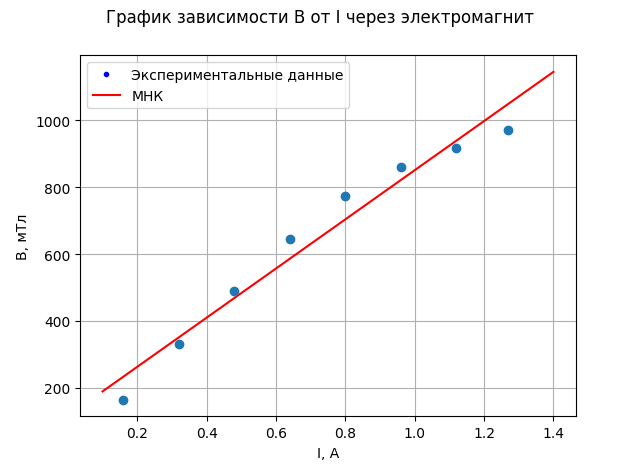 График зависимости B от I через электромагнит
Экспериментальные данные
МНК
B, мТл
1000
800
600
400
200
0.2 0.4 0.6 0.8 1.0 1.2 1.4
I, A